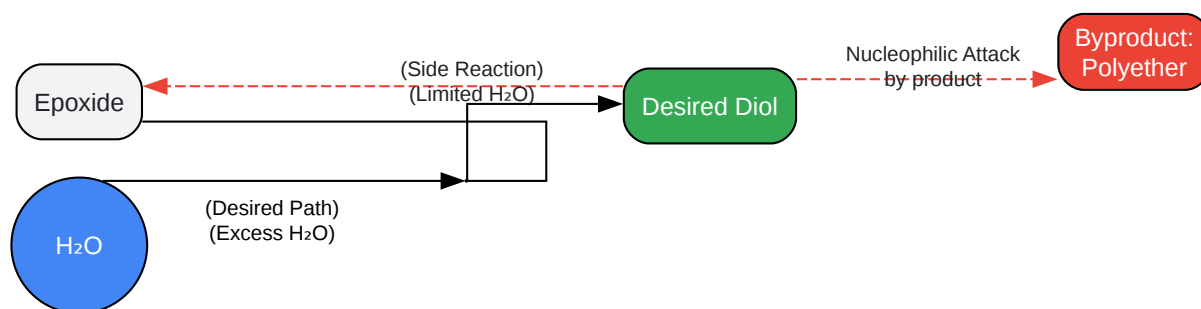 Epoxide
(Side Reaction)
(Limited H₂O)
Desired Diol
Nucleophilic Attack
by product
Byproduct:
Polyether
H₂O
(Desired Path)
(Excess H₂O)